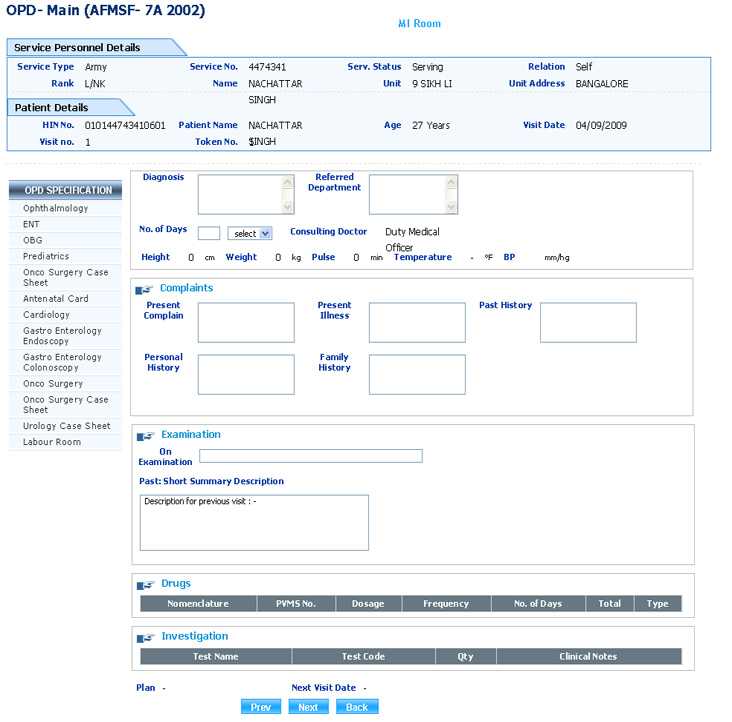 OPD- Main (AFMSF- 7A 2002)
MI Room
Service Personnel Details
Service Type Army Service No. 4474341 Serv. Status Serving Relation Self
Rank L/NK Name NACHATTAR SINGH Unit 9 SIKH LI Unit Address BANGALORE
Patient Details
HIN No. 010144743410601 Patient Name NACHATTAR SINGH Age 27 Years Visit Date 04/09/2009
Visit no. 1 Token No. 1
OPD SPECIFICATION
Ophthalmology
ENT
OBG
Prediatrics
Onco Surgery Case
Sheet
Antenatal Card
Cardiology
Gastro Enterology
Endoscopy
Gastro Enterology
Colonoscopy
Onco Surgery
Onco Surgery Case
Sheet
Urology Case Sheet
Labour Room
Diagnosis Referred
Department
No. of Days select Consulting Doctor Duty Medical
Officer
Height 0 cm Weight 0 kg Pulse 0 min Temperature - ºF BP mm/hg
Complaints
Present
Complain
Present
Illness
Past History
Personal
History
Family
History
Examination
On
Examination
Past: Short Summary Description
Description for previous visit : -
Drugs
Nomenclature PVMS No. Dosage Frequency No. of Days Total Type
Investigation
Test Name Test Code Qty Clinical Notes
Plan - Next Visit Date -
Prev Next Back